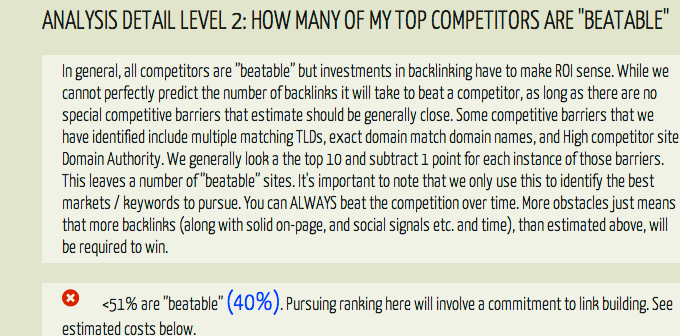 ANALYSIS DETAIL LEVEL 2: HOW MANY OF MY TOP COMPETITORS ARE "BEATABLE"
In general, all competitors are "beatable" but investments in backlinking have to make ROI sense. While we
cannot perfectly predict the number of backlinks it will take to beat a competitor, as long as there are no
special competitive barriers that estimate should be generally close. Some competitive barriers that we
have identified include multiple matching TLDs, exact domain match domain names, and High competitor site
Domain Authority. We generally look a the top 10 and subtract 1 point for each instance of those barriers.
This leaves a number of "beatable" sites. It's important to note that we only use this to identify the best
markets / keywords to pursue. You can ALWAYS beat the competition over time. More obstacles just means
that more backlinks (along with solid on-page, and social signals etc. and time), than estimated above, will
be required to win.
<51% are "beatable" (40%). Pursuing ranking here will involve a commitment to link building. See
estimated costs below.